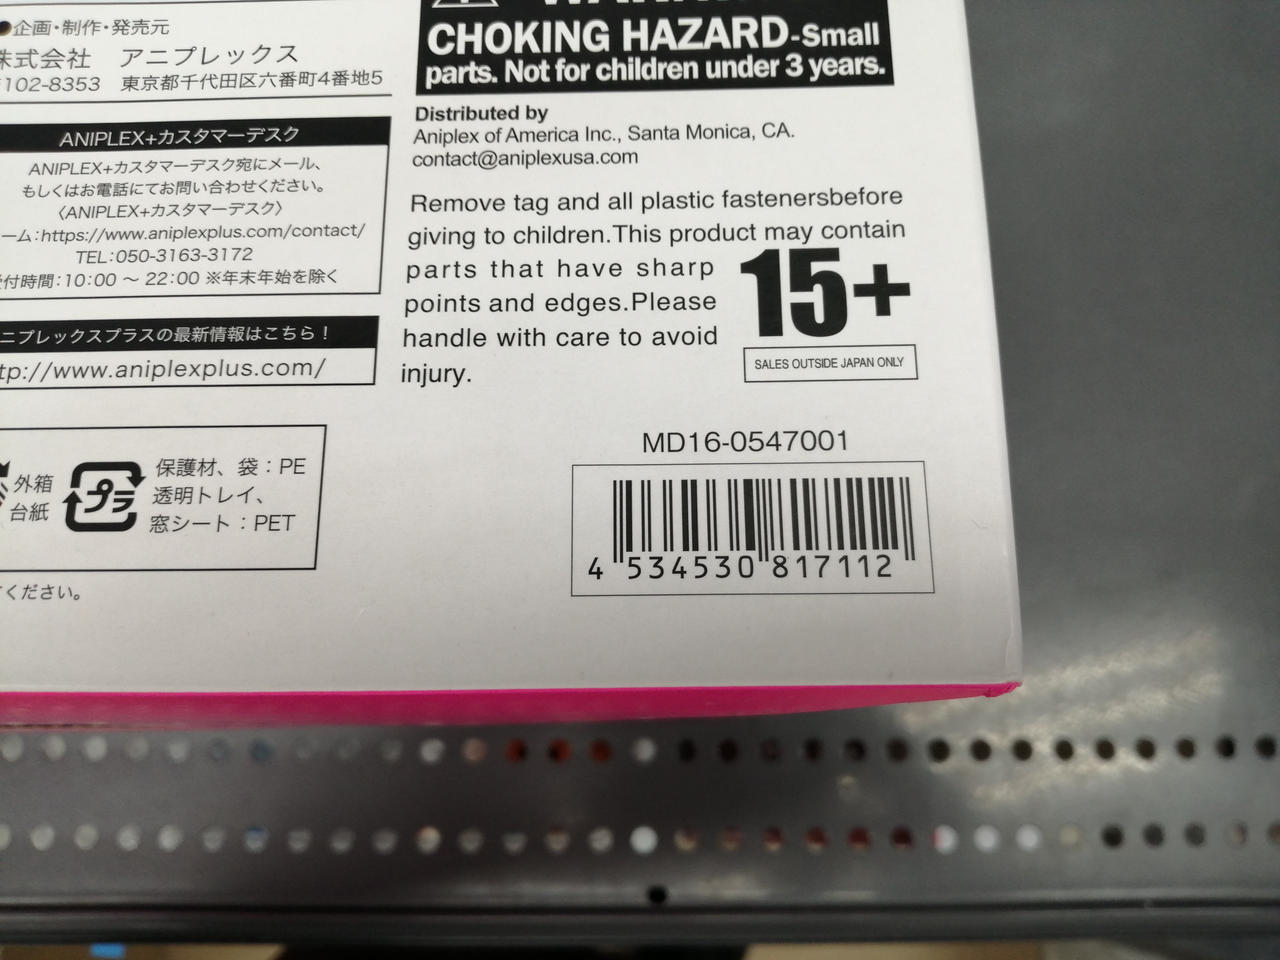 ●企画・制作・発売元
株式会社 アニプレックス
〒102-8353 東京都千代田区六番町4番地5
ANIPLEX+カスタマーデスク
ANIPLEX+カスタマーデスク宛にメール、
もしくはお電話にてお問い合わせください。
〈ANIPLEX+カスタマーデスク〉
ーム:https://www.aniplexplus.com/contact/
TEL:050-3163-3172
付時間:10:00 〜 22:00 ※年末年始を除く
ニプレックスプラスの最新情報はこちら！
tp://www.aniplexplus.com/
外箱
台紙
プラ
保護材、袋：PE
透明トレイ、
窓シート：PET
てください。
WARNING
CHOKING HAZARD-Small
parts. Not for children under 3 years.
Distributed by
Aniplex of America Inc., Santa Monica, CA.
contact@aniplexusa.com
Remove tag and all plastic fastenersbefore
giving to children.This product may contain
parts that have sharp
points and edges.Please
handle with care to avoid
injury.
15+
SALES OUTSIDE JAPAN ONLY
MD16-0547001
4 534530 817112